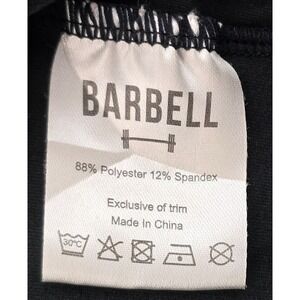 BARBELL
88% Polyester 12% Spandex
Exclusive of trim
Made in China
30°C